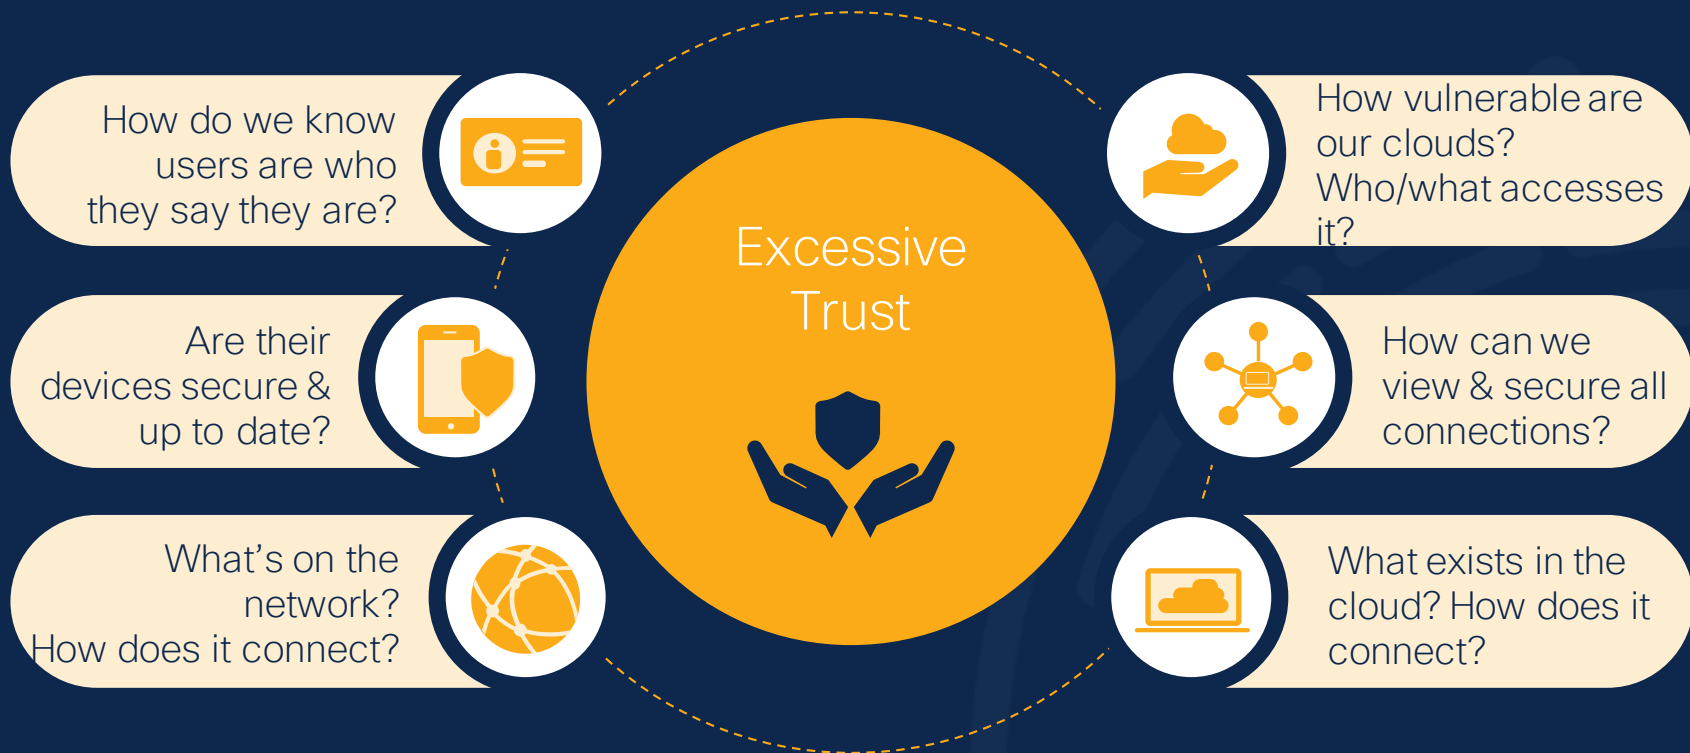 How do we know
users are who
they say they are?
Are their
devices secure &
up to date?
What's on the
network?
How does it connect?
Excessive
Trust
How vulnerable are
our clouds?
Who/what accesses
it?
How can we
view & secure all
connections?
What exists in the
cloud? How does it
connect?